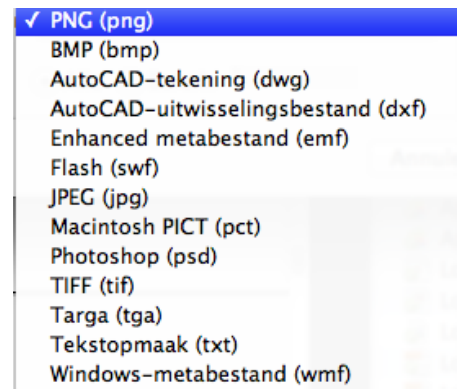 ✓ PNG (png)
BMP (bmp)
AutoCAD-tekening (dwg)
AutoCAD-uitwisselingsbestand (dxf)
Enhanced metabestand (emf)
Flash (swf)
JPEG (jpg)
Macintosh PICT (pct)
Photoshop (psd)
TIFF (tif)
Targa (tga)
Tekstopmaak (txt)
Windows-metabestand (wmf)